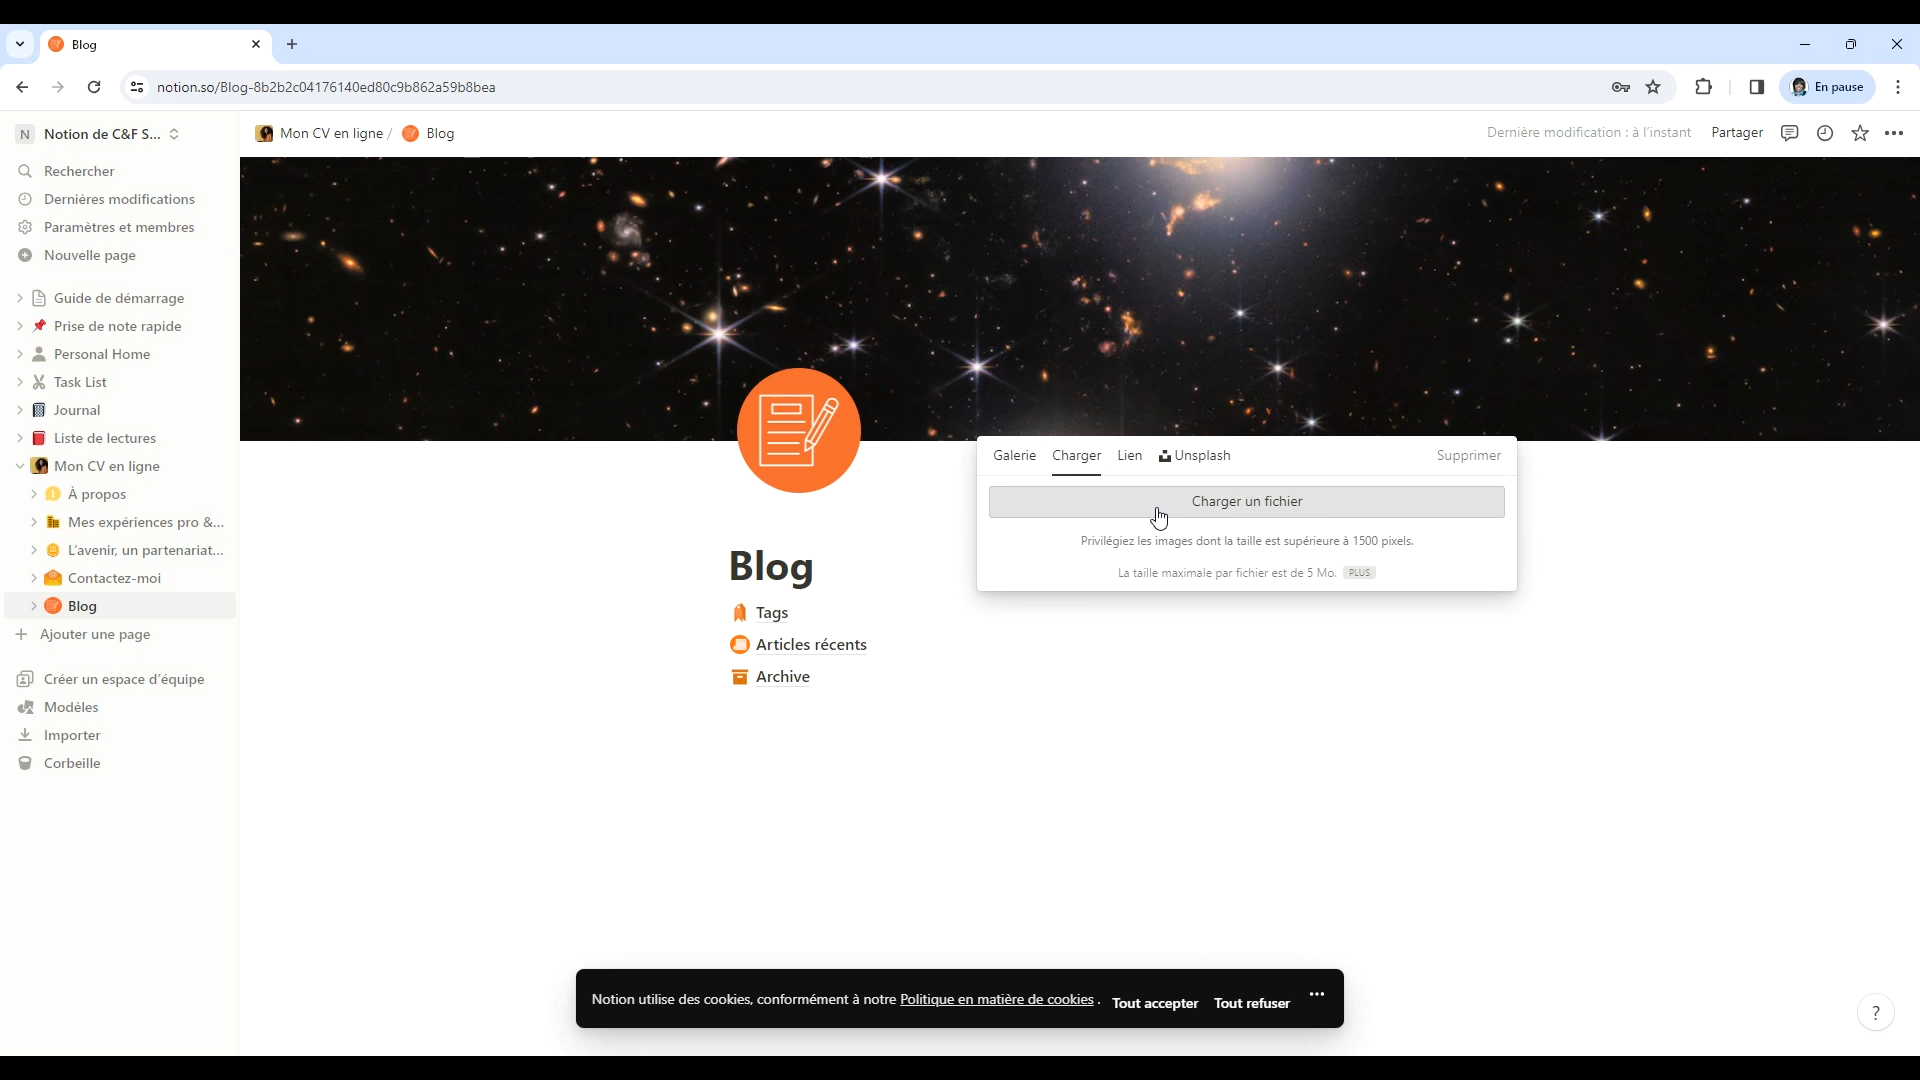 Blog
notion.so/Blog-8b2b2c04176140ed80c9b862a59b8bea
En pause
N Notion de C&F S...
Mon CV en ligne / Blog
Dernière modification : à l'instant Partager
Rechercher
Dernières modifications
Paramètres et membres
Nouvelle page
Guide de démarrage
Prise de note rapide
Personal Home
Task List
Journal
Liste de lectures
Mon CV en ligne
À propos
Mes expériences pro &...
L'avenir, un partenariat...
Contactez-moi
Blog
Ajouter une page
Créer un espace d'équipe
Modèles
Importer
Corbeille
Galerie Charger Lien Unsplash Supprimer
Charger un fichier
Privilégiez les images dont la taille est supérieure à 1500 pixels.
La taille maximale par fichier est de 5 Mo. PLUS
Blog
Tags
Articles récents
Archive
Notion utilise des cookies, conformément à notre Politique en matière de cookies . Tout accepter Tout refuser
?